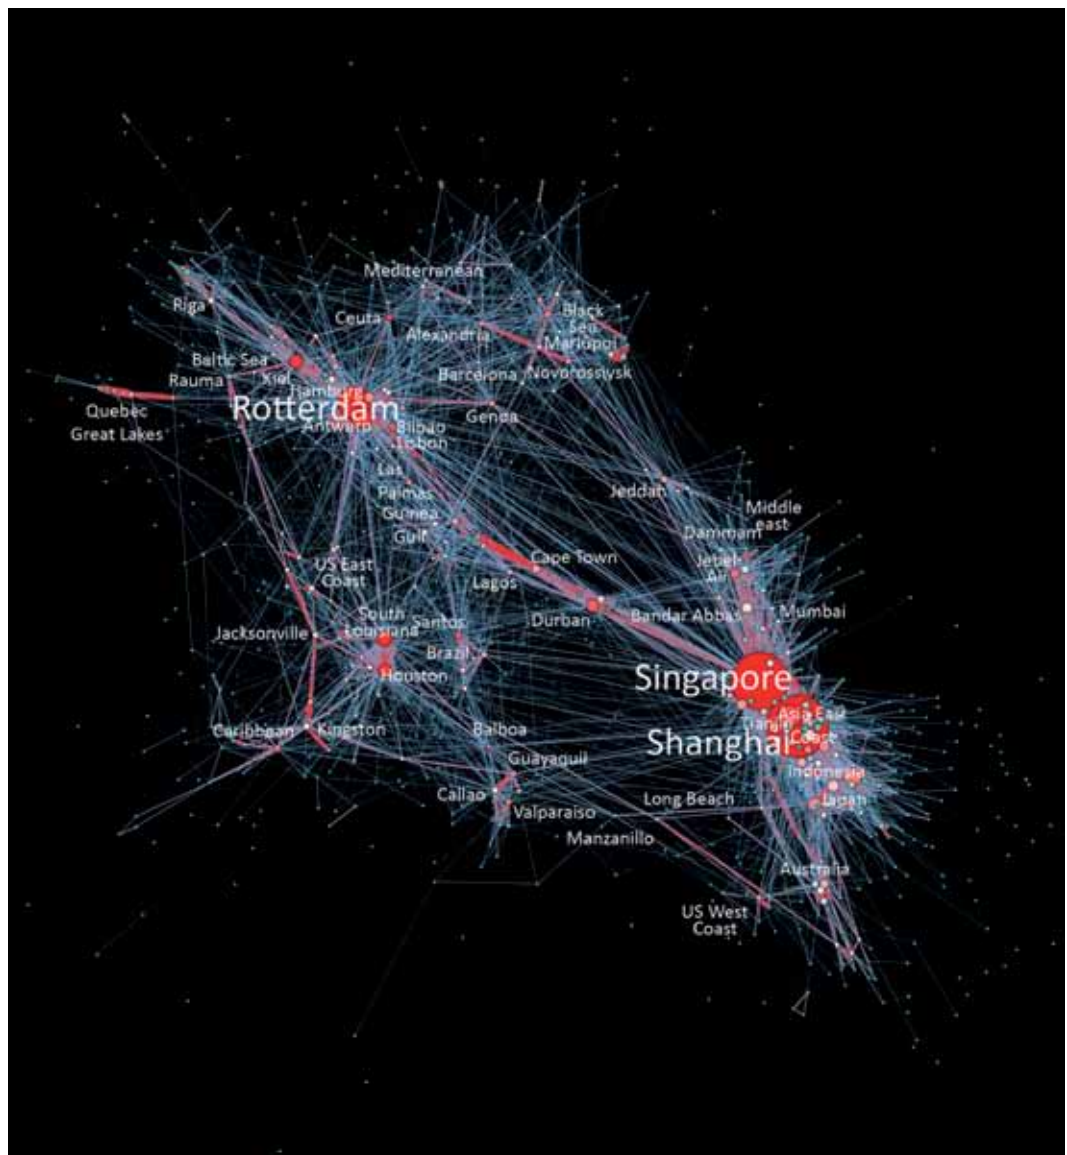 Mediterranean
Riga
Ceuta
Black
Sea
Alexandria
Mariupol
Baltic Sea
Rauma
Kiel
Barcelona
Novorossiysk
Hamburg
Quebec
Rotterdam
Genoa
Great Lakes
Antwerp
Bilbao
Lisbon
Las
Palmas
Jeddah
Middle
east
Guinea
Gulf
Dammam
Cape Town
Jebel
Ali
US East
Coast
Lagos
South
Louisiana
Santos
Durban
Bandar Abbas
Mumbai
Jacksonville
Brazil
Houston
Singapore
Asia East
Coast
Caribbean
Kingston
Balboa
Shanghai
Guayaquil
Indonesia
Callao
Long Beach
Japan
Valparaiso
Manzanillo
Australia
US West
Coast